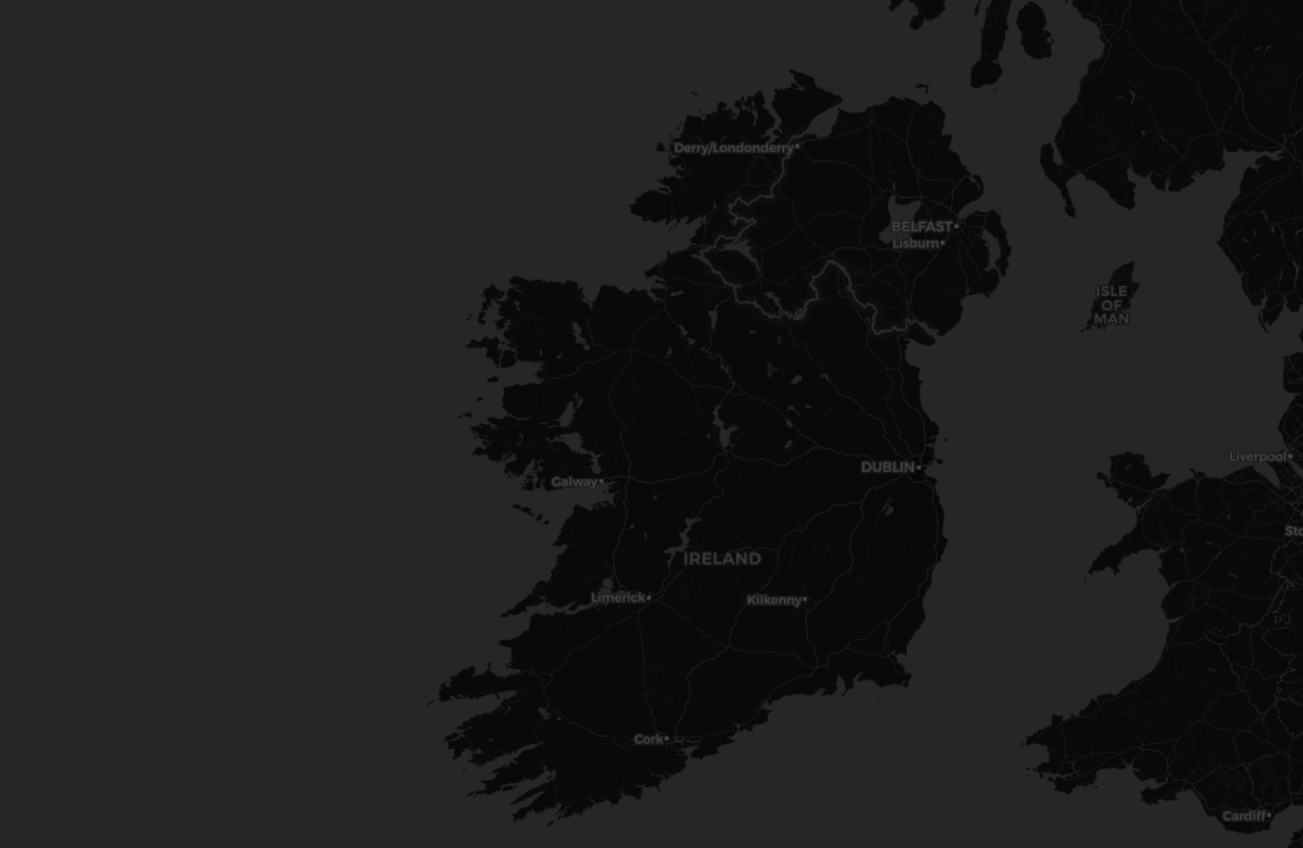 Derry/Londonderry
BELFAST
Lisburn
ISLE
OF
MAN
Liverpool
DUBLIN
Galway
Sto
IRELAND
Limerick
Kilkenny
Cork
Cardiff